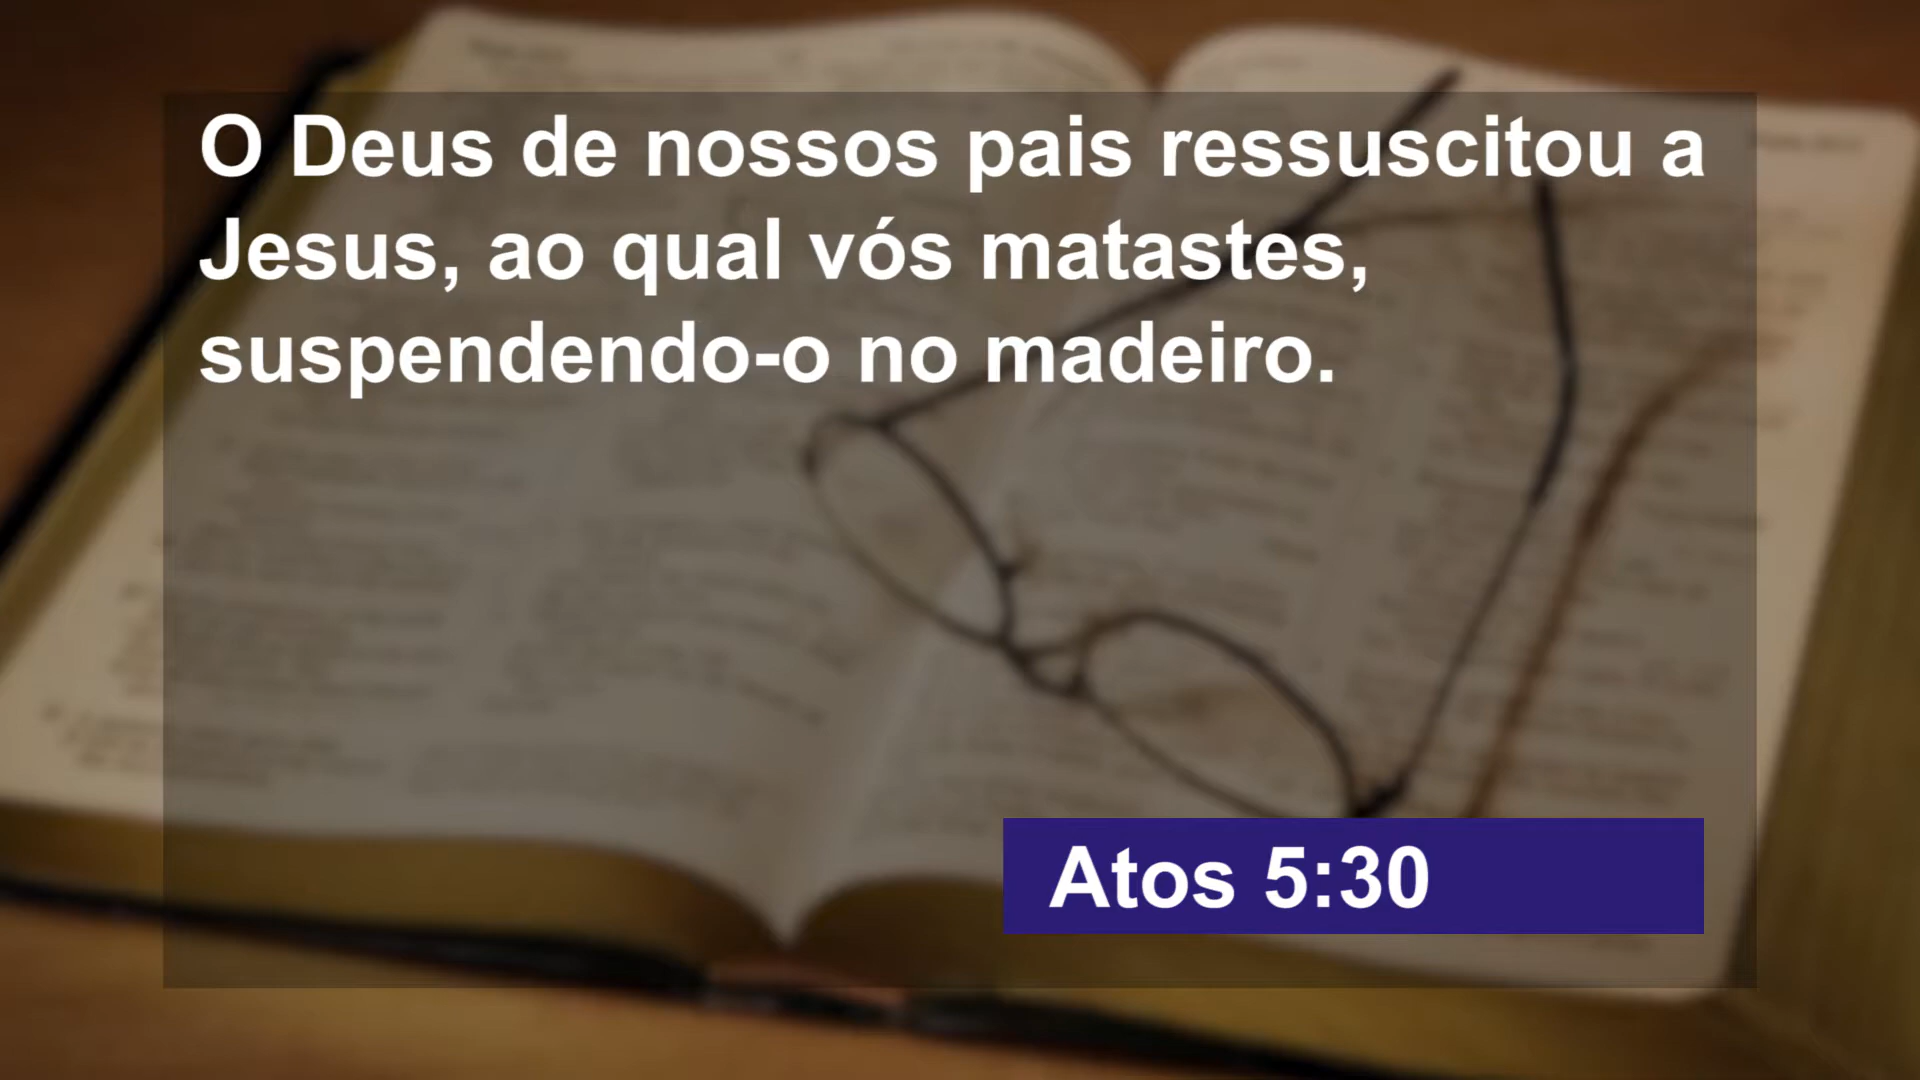 O Deus de nossos pais ressuscitou a
Jesus, ao qual vós matastes,
suspendendo-o no madeiro.
Atos 5:30